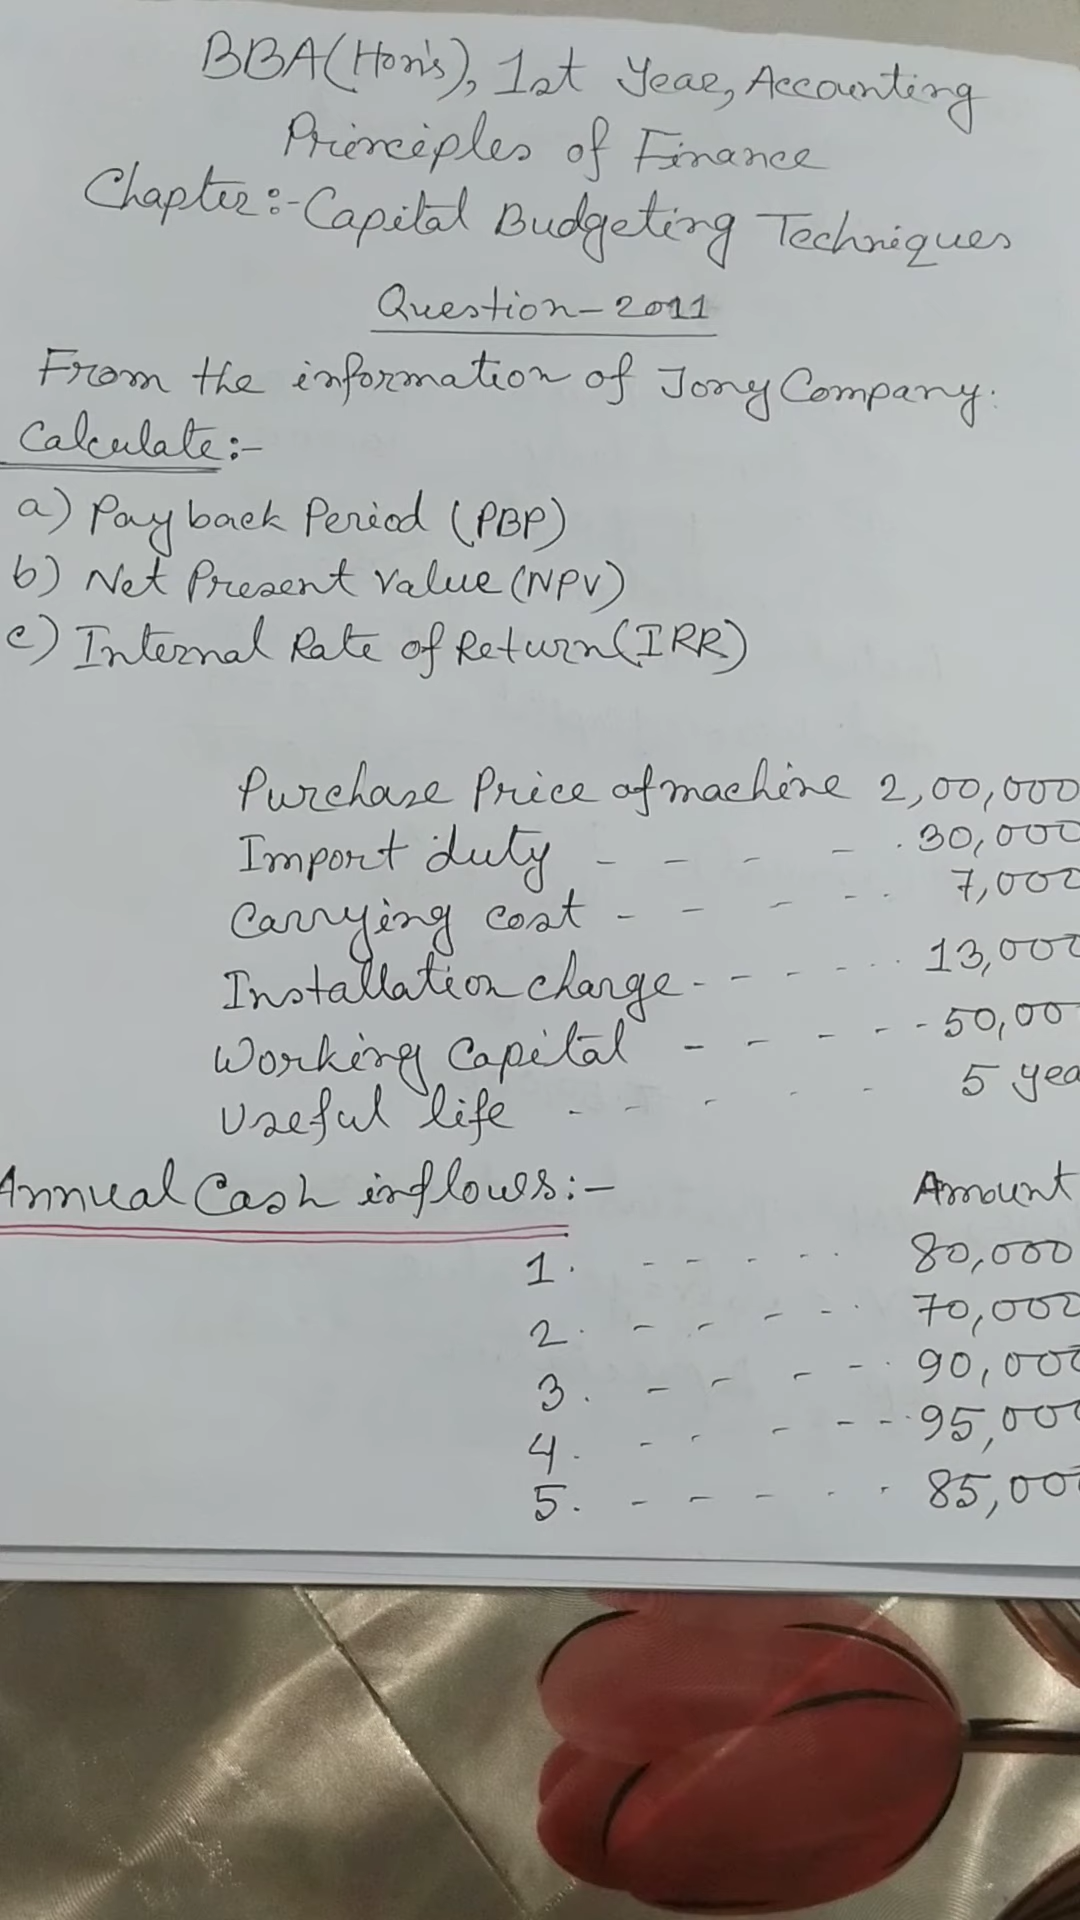 BBA(Hon's), 1st Year, Accounting
Principles of Finance
Chapter:- Capital Budgeting Techniques
Question-2011
From the information of Jony Company.
Calculate:-
a) Pay back Period (PBP)
b) Net Present Value (NPV)
c) Internal Rate of Return (IRR)
Purchase Price of machine 2,00,000
Import duty - - - - . 30,000
Carrying cost - - - - . 7,000
Installation charge - - - - . . 13,000
Working Capital - - - - - 50,00
Useful life - - - - - 5 yea
Annual Cash inflows:- Amount
1. - - - - . 80,000
2. - - - - . 70,000
3. - - - - . 90,000
4. - - - - - . 95,000
5. - - - - . . 85,000